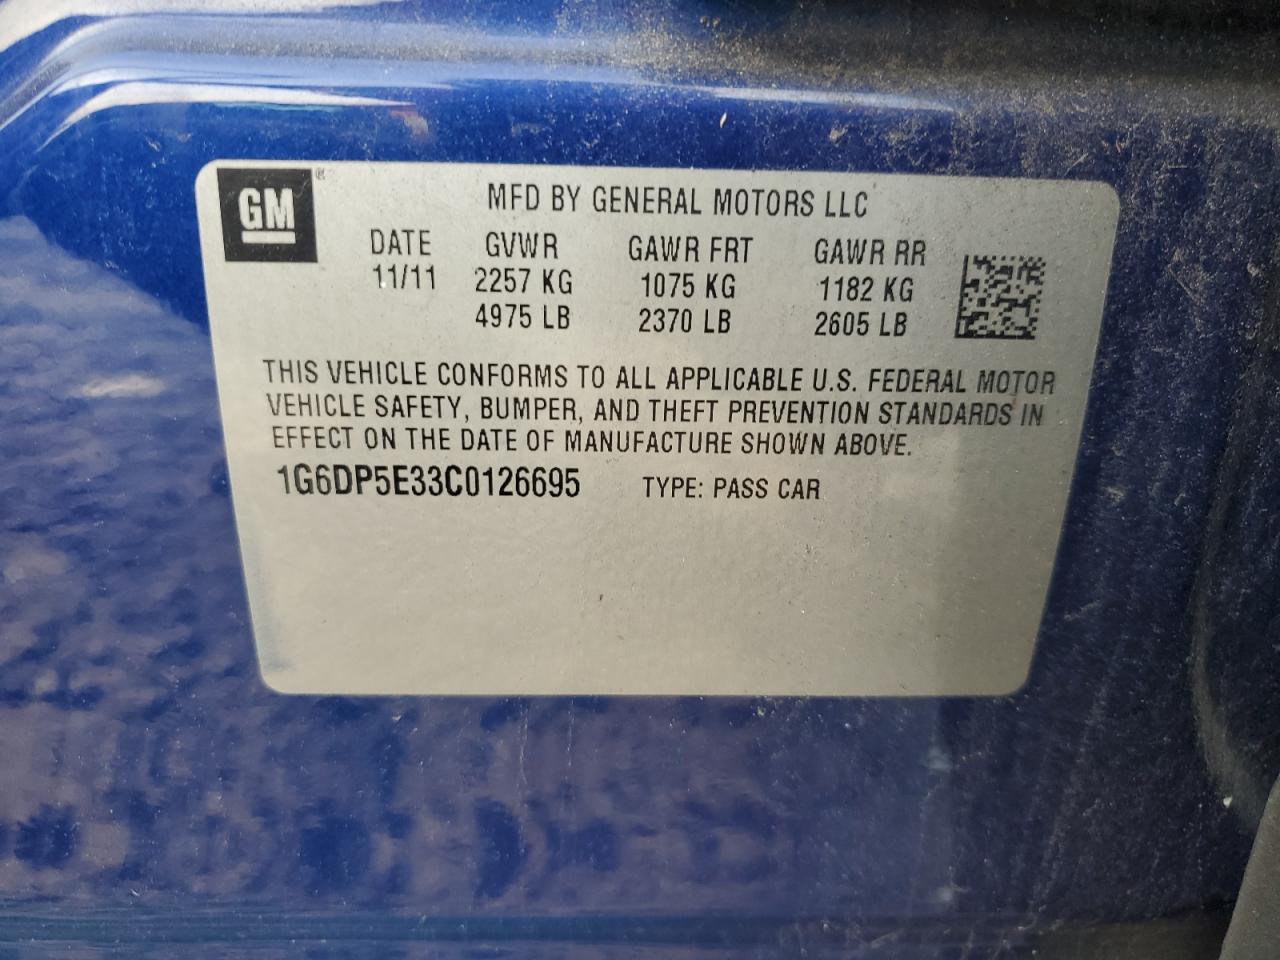 GM®
MFD BY GENERAL MOTORS LLC
DATE GVWR GAWR FRT GAWR RR
11/11 2257 KG 1075 KG 1182 KG
4975 LB 2370 LB 2605 LB
THIS VEHICLE CONFORMS TO ALL APPLICABLE U.S. FEDERAL MOTOR
VEHICLE SAFETY, BUMPER, AND THEFT PREVENTION STANDARDS IN
EFFECT ON THE DATE OF MANUFACTURE SHOWN ABOVE.
1G6DP5E33C0126695 TYPE: PASS CAR